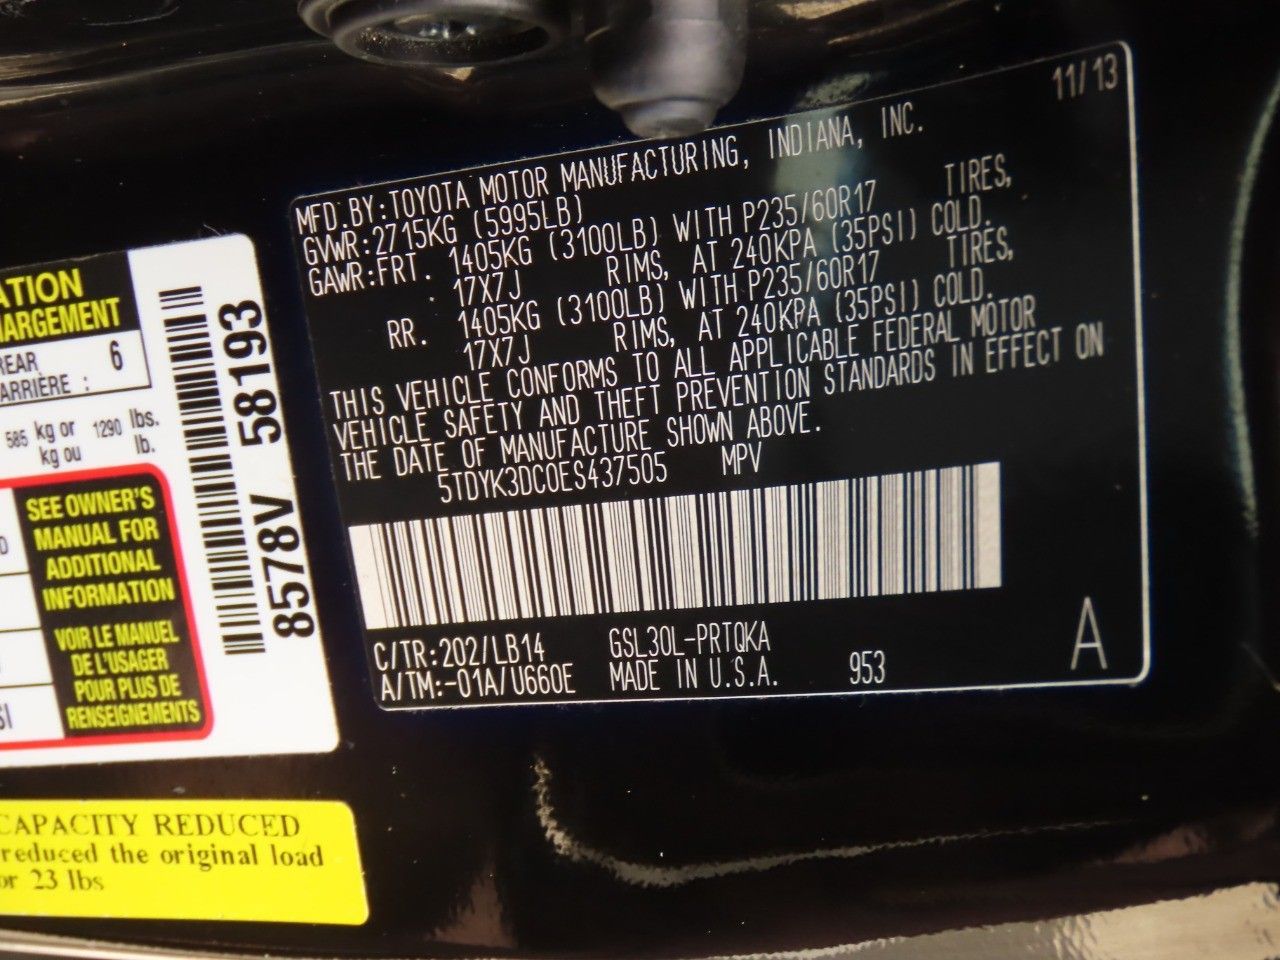 11/13
MFD.BY:TOYOTA MOTOR MANUFACTURING, INDIANA, INC.
GVWR:2715KG (5995LB)
GAWR:FRT. 1405KG (3100LB) WITH P235/60R17 TIRES,
17X7J RIMS, AT 240KPA (35PSI) COLD.
RR. 1405KG (3100LB) WITH P235/60R17 TIRES,
17X7J RIMS, AT 240KPA (35PSI) COLD.
THIS VEHICLE CONFORMS TO ALL APPLICABLE FEDERAL MOTOR
VEHICLE SAFETY AND THEFT PREVENTION STANDARDS IN EFFECT ON
THE DATE OF MANUFACTURE SHOWN ABOVE.
5TDYK3DC0ES437505 MPV
C/TR:202/LB14 GSL30L-PRTQKA
A/TM:-01A/U660E MADE IN U.S.A. 953
A
ATION
HARGEMENT
REAR
ARRIÈRE : 6
585 kg or 1290 lbs.
kg ou lb.
SEE OWNER'S
MANUAL FOR
ADDITIONAL
INFORMATION
VOIR LE MANUEL
DE L'USAGER
POUR PLUS DE
RENSEIGNEMENTS
8578V 58193
CAPACITY REDUCED
reduced the original load
or 23 lbs